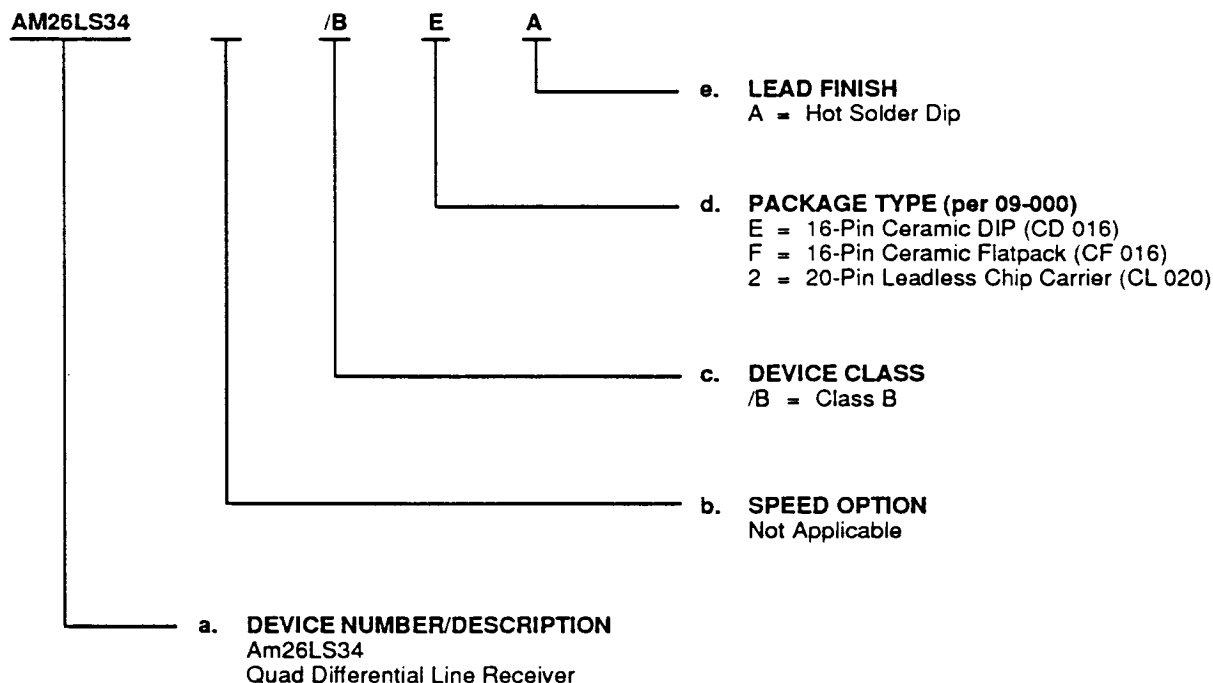 AM26LS34 /B E A
e. LEAD FINISH
A = Hot Solder Dip
d. PACKAGE TYPE (per 09-000)
E = 16-Pin Ceramic DIP (CD 016)
F = 16-Pin Ceramic Flatpack (CF 016)
2 = 20-Pin Leadless Chip Carrier (CL 020)
c. DEVICE CLASS
/B = Class B
b. SPEED OPTION
Not Applicable
a. DEVICE NUMBER/DESCRIPTION
Am26LS34
Quad Differential Line Receiver